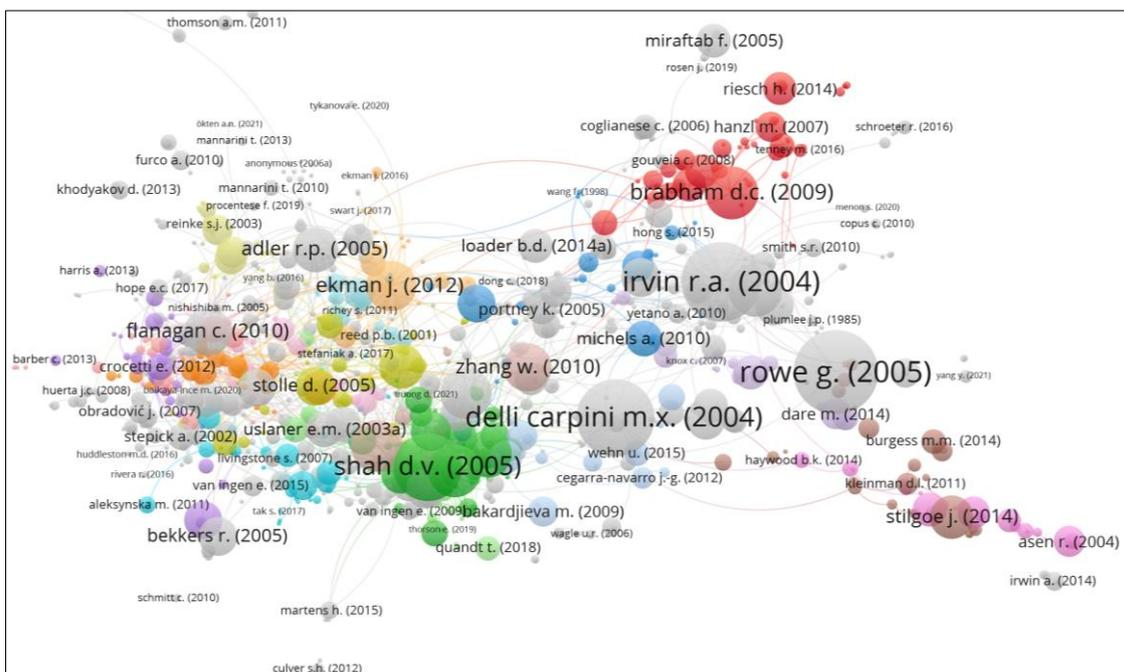 thomson a.m. (2011)
miraftab f. (2005)
rosen j. (2019)
riesch h. (2014)
tykanova e. (2020)
ökten a.n. (2021)
mannarini t. (2013)
coglianese c. (2006)
hanzl m. (2007)
schroeter r. (2016)
tenney m. (2016)
furco a. (2010)
anonymous (2006a)
gouveia c. (2008)
ekman j. (2016)
khodyakov d. (2013)
mannarini t. (2010)
wang f. (1998)
brabham d.c. (2009)
procentese f. (2019)
swart j. (2017)
menon s. (2020)
reinke s.j. (2003)
copus c. (2010)
hong s. (2015)
adler r.p. (2005)
loader b.d. (2014a)
smith s.r. (2010)
harris a. (2013)
yang b. (2016)
hope e.c. (2017)
ekman j. (2012)
dong c. (2018)
irvin r.a. (2004)
nishishiba m. (2005)
richey s. (2011)
portney k. (2005)
yetano a. (2010)
plumlee j.p. (1985)
flanagan c. (2010)
reed p.b. (2001)
michels a. (2010)
stefaniak a. (2017)
barber c. (2013)
crocetti e. (2012)
zhang w. (2010)
knox c. (2007)
rowe g. (2005)
yang y. (2021)
huerta j.c. (2008)
stolle d. (2005)
truong d. (2021)
obradović j. (2007)
delli carpini m.x. (2004)
dare m. (2014)
stepick a. (2002)
uslaner e.m. (2003a)
burgess m.m. (2014)
huddleston m.d. (2016)
livingstone s. (2007)
shah d.v. (2005)
wehn u. (2015)
haywood b.k. (2014)
rivera r. (2016)
van ingen e. (2015)
cegarra-navarro j.-g. (2012)
kleinman d.l. (2011)
aleksynska m. (2011)
tak s. (2017)
van ingen e. (2009)
bakardjieva m. (2009)
stilgoe j. (2014)
bekkers r. (2005)
thorson e. (2019)
wagle u.r. (2006)
quandt t. (2018)
asen r. (2004)
irwin a. (2014)
schmitt c. (2010)
martens h. (2015)
culver s.h. (2012)